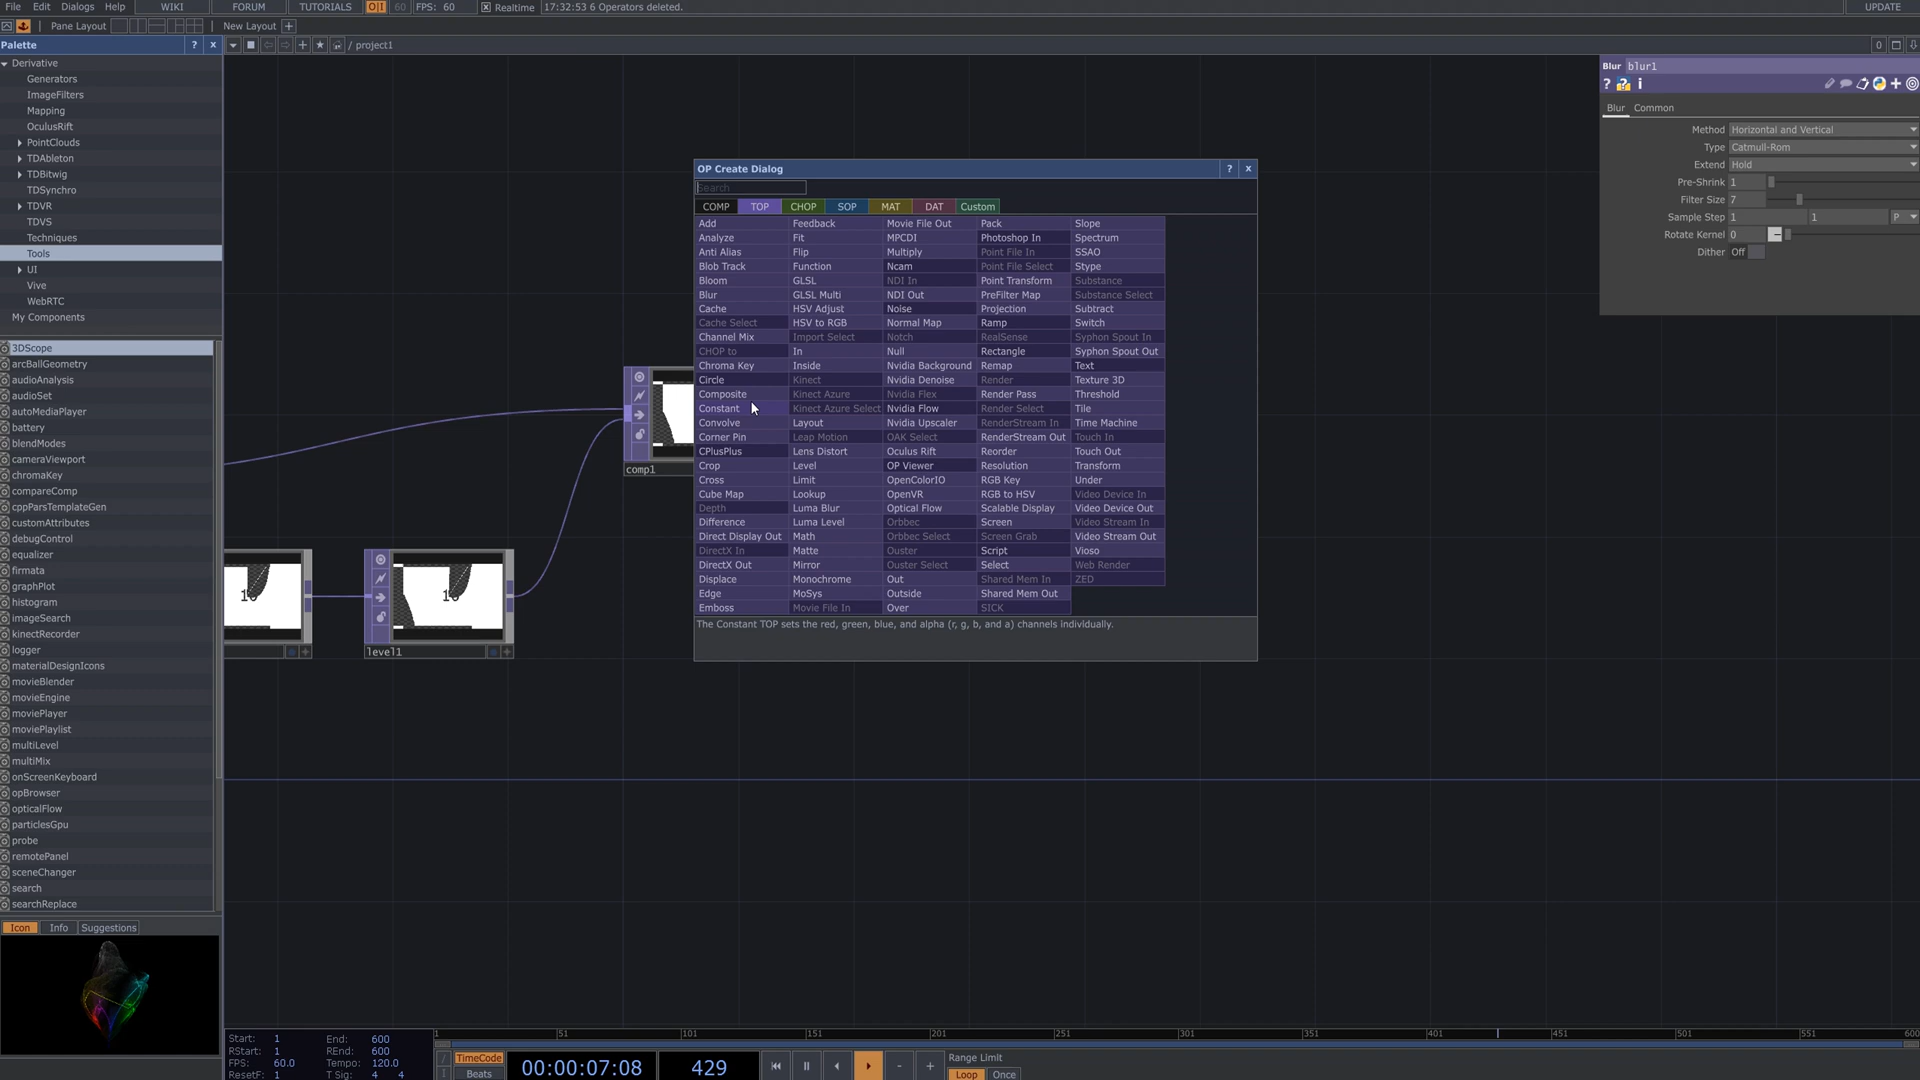 File Edit Dialogs Help WIKI FORUM TUTORIALS O|I 60 FPS: 60 Realtime 17:32:53 6 Operators deleted. UPDATE
Pane Layout New Layout +
Palette ? x / project1 0
Derivative
Generators
ImageFilters
Mapping
OculusRift
PointClouds
TDAbleton
TDBitwig
TDSynchro
TDVR
TDVS
Techniques
Tools
UI
Vive
WebRTC
My Components
3DScope
arcBallGeometry
audioAnalysis
audioSet
autoMediaPlayer
battery
blendModes
cameraViewport
chromaKey
compareComp
cppParsTemplateGen
customAttributes
debugControl
equalizer
firmata
graphPlot
histogram
imageSearch
kinectRecorder
logger
materialDesignIcons
movieBlender
movieEngine
moviePlayer
moviePlaylist
multiLevel
multiMix
onScreenKeyboard
opBrowser
opticalFlow
particlesGpu
probe
remotePanel
sceneChanger
search
searchReplace
Icon Info Suggestions
comp1
level1
OP Create Dialog ? x
Search
COMP TOP CHOP SOP MAT DAT Custom
Add Feedback Movie File Out Pack Slope
Analyze Fit MPCDI Photoshop In Spectrum
Anti Alias Flip Multiply Point File In SSAO
Blob Track Function Ncam Point File Select Stype
Bloom GLSL NDI In Point Transform Substance
Blur GLSL Multi NDI Out PreFilter Map Substance Select
Cache HSV Adjust Noise Projection Subtract
Cache Select HSV to RGB Normal Map Ramp Switch
Channel Mix Import Select Notch RealSense Syphon Spout In
CHOP to In Null Rectangle Syphon Spout Out
Chroma Key Inside Nvidia Background Remap Text
Circle Kinect Nvidia Denoise Render Texture 3D
Composite Kinect Azure Nvidia Flex Render Pass Threshold
Constant Kinect Azure Select Nvidia Flow Render Select Tile
Convolve Layout Nvidia Upscaler RenderStream In Time Machine
Corner Pin Leap Motion OAK Select RenderStream Out Touch In
CPlusPlus Lens Distort Oculus Rift Reorder Touch Out
Crop Level OP Viewer Resolution Transform
Cross Limit OpenColorIO RGB Key Under
Cube Map Lookup OpenVR RGB to HSV Video Device In
Depth Luma Blur Optical Flow Scalable Display Video Device Out
Difference Luma Level Orbbec Screen Video Stream In
Direct Display Out Math Orbbec Select Screen Grab Video Stream Out
DirectX In Matte Ouster Script Vioso
DirectX Out Mirror Ouster Select Select Web Render
Displace Monochrome Out Shared Mem In ZED
Edge MoSys Outside Shared Mem Out
Emboss Movie File In Over SICK
The Constant TOP sets the red, green, blue, and alpha (r, g, b, and a) channels individually.
Blur blur1
? ? i
Blur Common
Method Horizontal and Vertical
Type Catmull-Rom
Extend Hold
Pre-Shrink 1
Filter Size 7
Sample Step 1 1 P
Rotate Kernel 0
Dither Off
1 51 101 151 201 251 301 351 401 451 501 551 600
Start: 1 End: 600
RStart: 1 REnd: 600
FPS: 60.0 Tempo: 120.0
ResetF: 1 T Sig: 4 4
TimeCode
Beats
00:00:07:08 429
- +
Range Limit
Loop Once